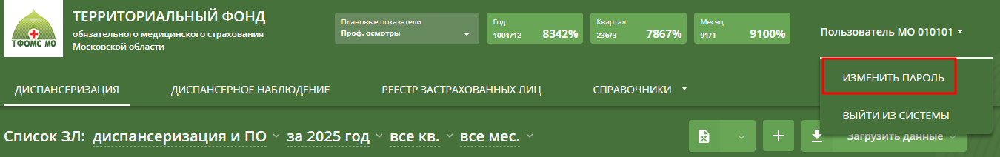 ТФОМС МО
ТЕРРИТОРИАЛЬНЫЙ ФОНД
обязательного медицинского страхования
Московской области
Плановые показатели
Проф. осмотры
Год
1001/12 8342%
Квартал
236/3 7867%
Месяц
91/1 9100%
Пользователь МО 010101
ИЗМЕНИТЬ ПАРОЛЬ
ВЫЙТИ ИЗ СИСТЕМЫ
ДИСПАНСЕРИЗАЦИЯ ДИСПАНСЕРНОЕ НАБЛЮДЕНИЕ РЕЕСТР ЗАСТРАХОВАННЫХ ЛИЦ СПРАВОЧНИКИ
Список ЗЛ: диспансеризация и ПО за 2025 год все кв. все мес.
Загрузить данные